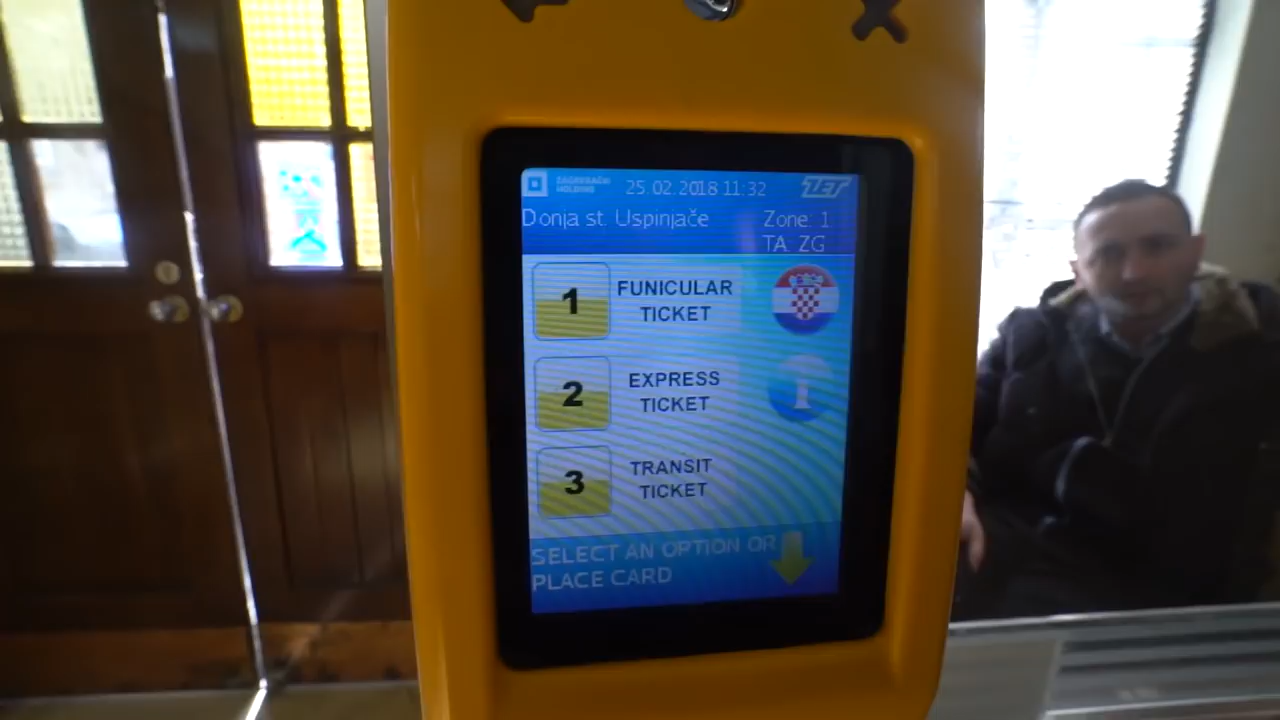 ZAGREBAČKI
HOLDING
25.02.2018 11:32
ZET
Donja st. Uspinjače
Zone: 1
TA. ZG
1
FUNICULAR
TICKET
2
EXPRESS
TICKET
i
3
TRANSIT
TICKET
SELECT AN OPTION OR
PLACE CARD